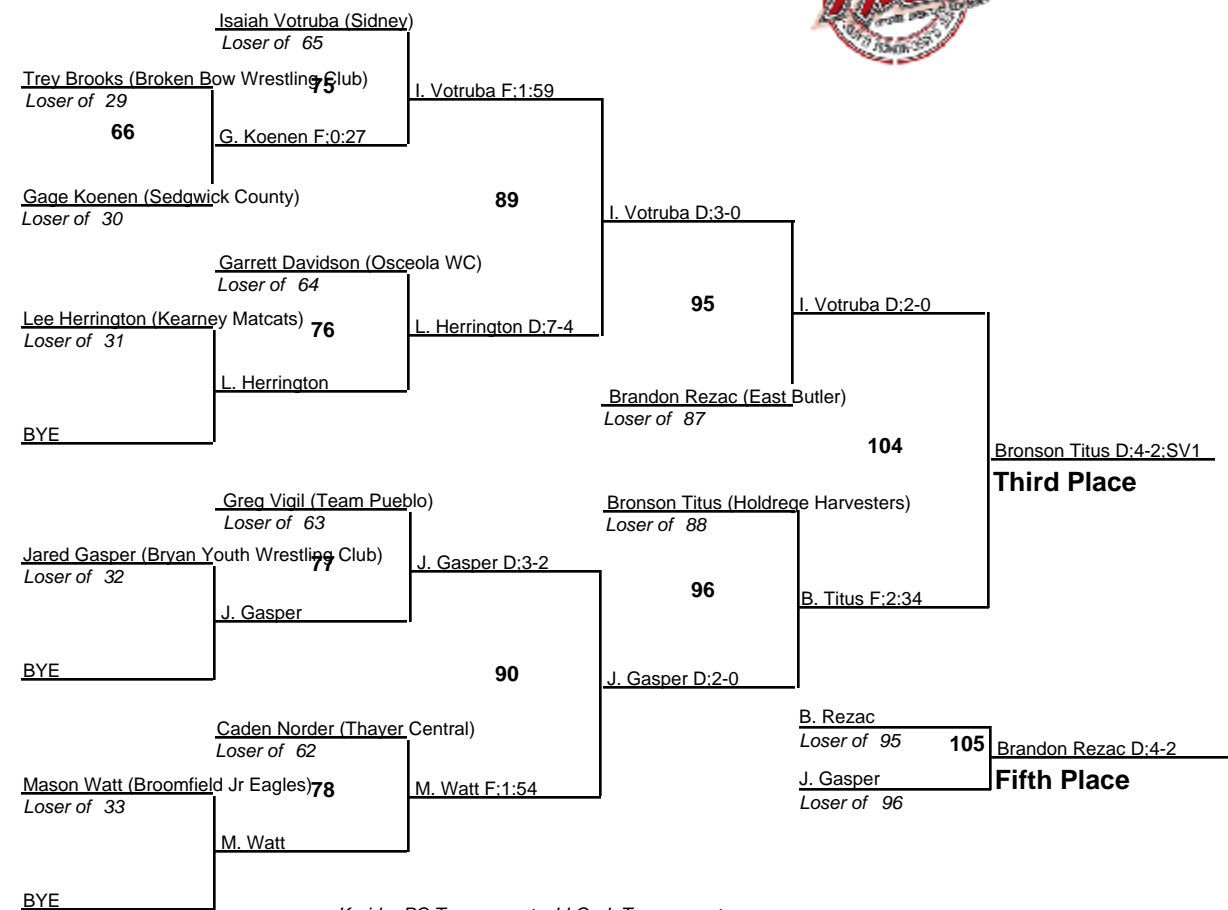 Isaiah Votruba (Sidney)
Loser of 65
Trey Brooks (Broken Bow Wrestling Club)
75
I. Votruba F;1:59
Loser of 29
66
G. Koenen F;0:27
Gage Koenen (Sedgwick County)
89
Loser of 30
I. Votruba D;3-0
Garrett Davidson (Osceola WC)
Loser of 64
95
I. Votruba D;2-0
Lee Herrington (Kearney Matcats)
76
L. Herrington D;7-4
Loser of 31
L. Herrington
Brandon Rezac (East Butler)
Loser of 87
BYE
104
Bronson Titus D;4-2;SV1
Third Place
Greg Vigil (Team Pueblo)
Bronson Titus (Holdrege Harvesters)
Loser of 63
Loser of 88
Jared Gasper (Bryan Youth Wrestling Club)
77
J. Gasper D;3-2
Loser of 32
96
B. Titus F;2:34
J. Gasper
BYE
90
J. Gasper D;2-0
B. Rezac
Caden Norder (Thayer Central)
Loser of 95
105
Brandon Rezac D;4-2
Loser of 62
J. Gasper
Fifth Place
Mason Watt (Broomfield Jr Eagles)
78
M. Watt F;1:54
Loser of 33
Loser of 96
M. Watt
BYE